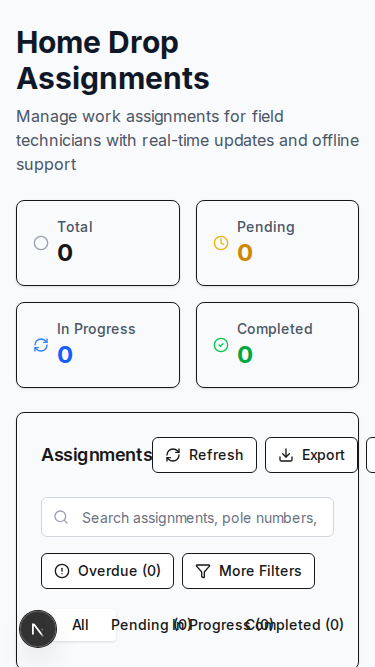 Home Drop
Assignments
Manage work assignments for field
technicians with real-time updates and offline
support
Total
0
Pending
0
In Progress
0
Completed
0
Assignments
Refresh
Export
Search assignments, pole numbers,
Overdue (0)
More Filters
All
Pending (0)
In Progress (0)
Completed (0)
N